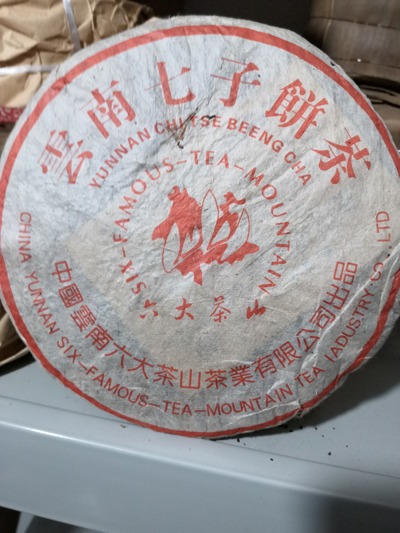 雲南七子餅茶
YUNNAN CHI TSE BEENG CHA
SIX-FAMOUS-TEA-MOUNTAIN
六大茶山
中國雲南六大茶山茶業有限公司出品
CHINA YUNNAN SIX-FAMOUS-TEA-MOUNTAIN TEA IADUSTRY CO LTD